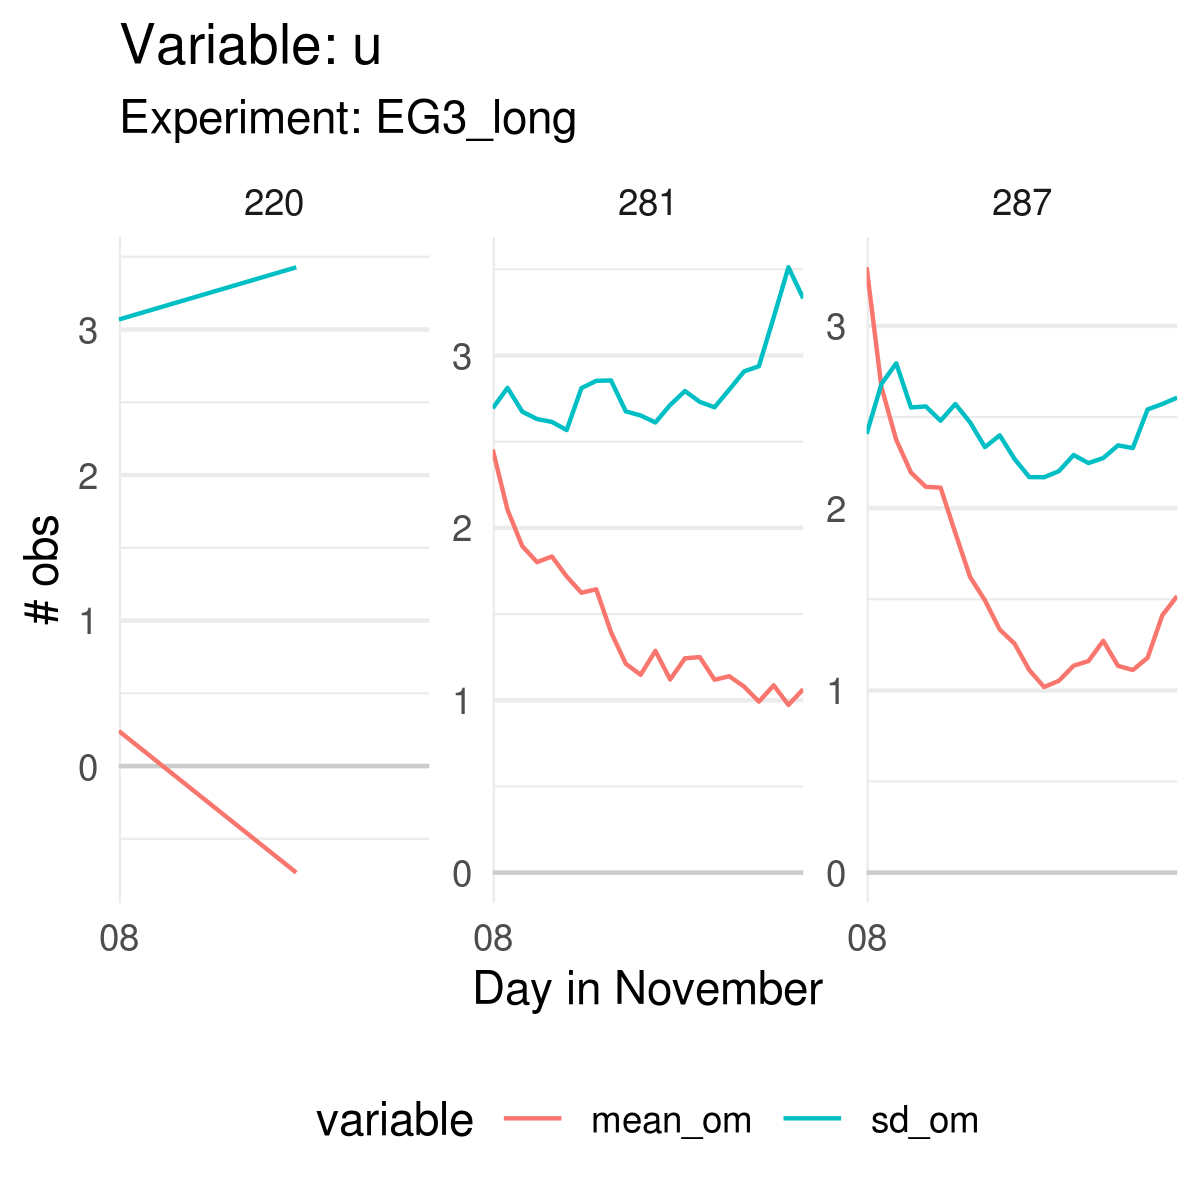 Variable: u
Experiment: EG3_long
220 281 287
# obs
3
2
1
0
3
2
1
0
3
2
1
0
08 08 08
Day in November
variable mean_om sd_om